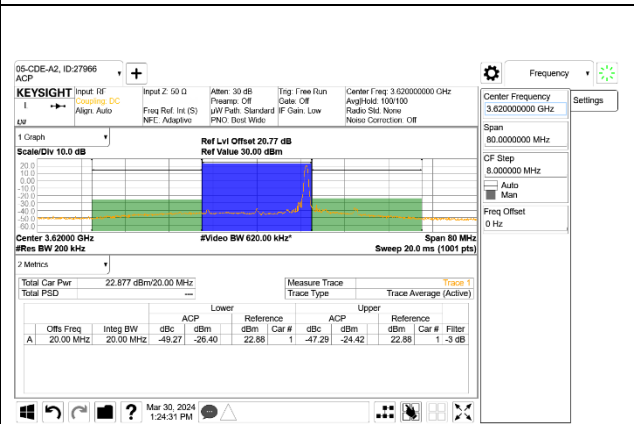 05-CDE-A2, ID:27966
ACP
Frequency
KEYSIGHT
Input: RF
Coupling: DC
Align: Auto
Input Z: 50 Ω
Freq Ref: Int (S)
NFE: Adaptive
Atten: 30 dB
Preamp: Off
µW Path: Standard
PNO: Best Wide
Trig: Free Run
Gate: Off
IF Gain: Low
Center Freq: 3.620000000 GHz
Avg|Hold: 100/100
Radio Std: None
Noise Correction: Off
L
Center Frequency
3.620000000 GHz
Settings
Span
80.0000000 MHz
CF Step
8.000000 MHz
Auto
Man
Freq Offset
0 Hz
1 Graph
Scale/Div 10.0 dB
Ref Lvl Offset 20.77 dB
Ref Value 30.00 dBm
20.0
10.0
0.00
-10.0
-20.0
-30.0
-40.0
-50.0
-60.0
Center 3.62000 GHz
#Video BW 620.00 kHz*
Span 80 MHz
#Res BW 200 kHz
Sweep 20.0 ms (1001 pts)
2 Metrics
Total Car Pwr 22.877 dBm/20.00 MHz Measure Trace Trace 1
Total PSD --- Trace Type Trace Average (Active)
Lower Upper
ACP Reference ACP Reference
Offs Freq Integ BW dBc dBm dBm Car # dBc dBm dBm Car # Filter
A 20.00 MHz 20.00 MHz -49.27 -26.40 22.88 1 -47.29 -24.42 22.88 1 -3 dB
Mar 30, 2024
1:24:31 PM